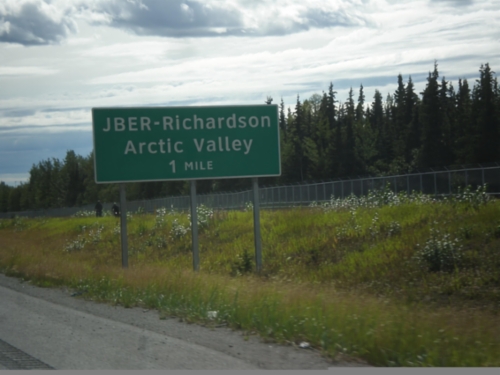 JBER-Richardson
Arctic Valley
1 MILE